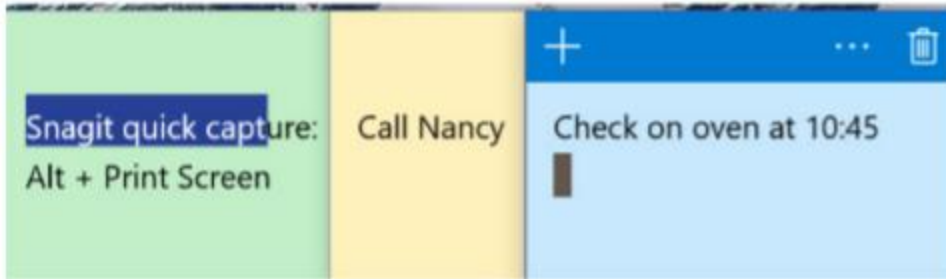 Snagit quick capture:
Alt + Print Screen
Call Nancy
Check on oven at 10:45